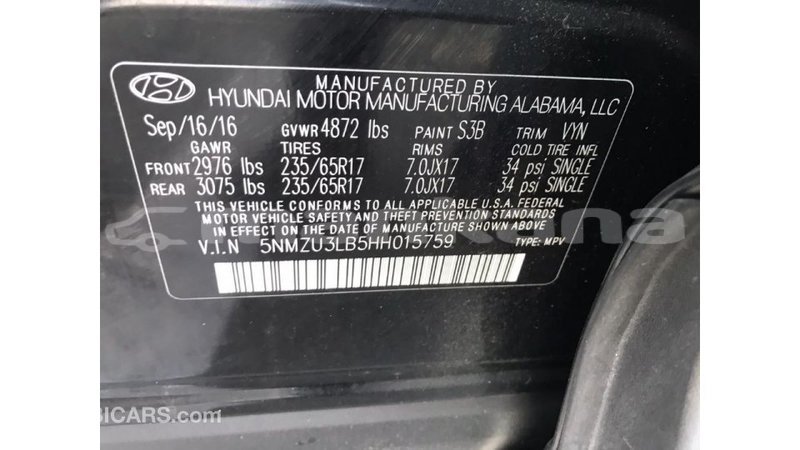 MANUFACTURED BY
HYUNDAI MOTOR MANUFACTURING ALABAMA, LLC
Sep/16/16 GVWR 4872 lbs PAINT S3B TRIM VYN
GAWR TIRES RIMS COLD TIRE INFL
FRONT 2976 lbs 235/65R17 7.0JX17 34 psi SINGLE
REAR 3075 lbs 235/65R17 7.0JX17 34 psi SINGLE
THIS VEHICLE CONFORMS TO ALL APPLICABLE U.S.A. FEDERAL
MOTOR VEHICLE SAFETY AND THEFT PREVENTION STANDARDS
IN EFFECT ON THE DATE OF MANUFACTURE SHOWN ABOVE
V.I.N 5NMZU3LB5HH015759 TYPE: MPV
BICARS.COM